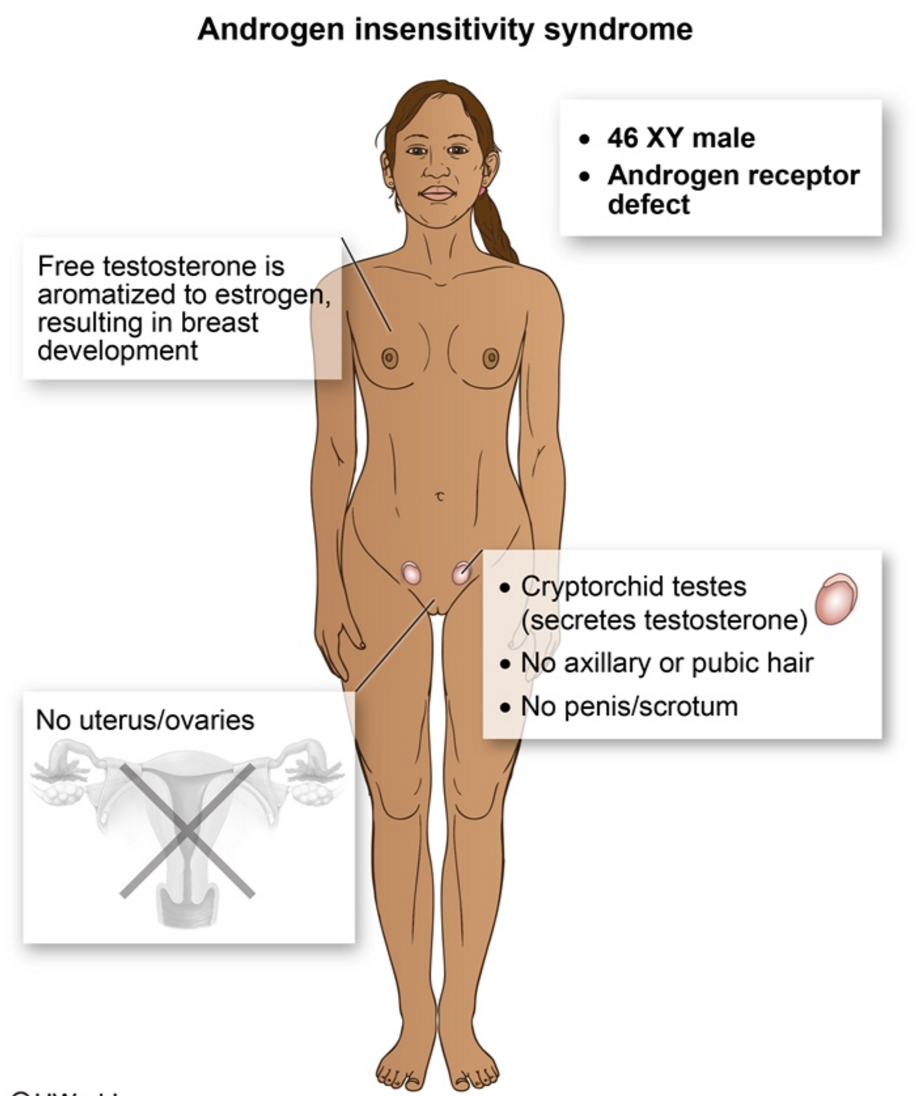 Androgen insensitivity syndrome
• 46 XY male
• Androgen receptor
defect
Free testosterone is
aromatized to estrogen,
resulting in breast
development
• Cryptorchid testes
(secretes testosterone)
• No axillary or pubic hair
• No penis/scrotum
No uterus/ovaries